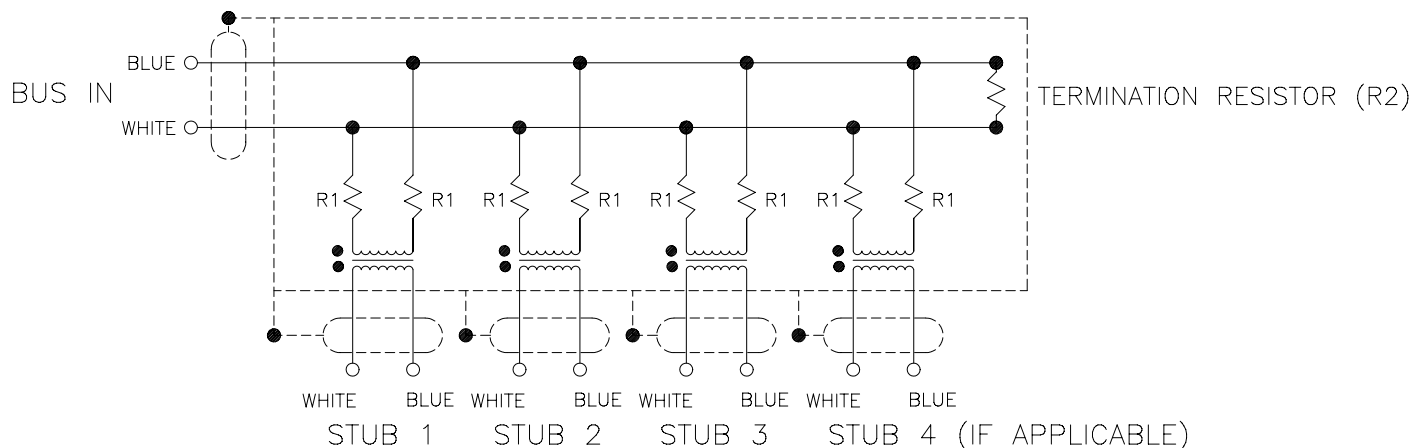 BLUE
BUS IN
TERMINATION RESISTOR (R2)
WHITE
R1 R1 R1 R1 R1 R1 R1 R1
WHITE BLUE WHITE BLUE WHITE BLUE WHITE BLUE
STUB 1 STUB 2 STUB 3 STUB 4 (IF APPLICABLE)